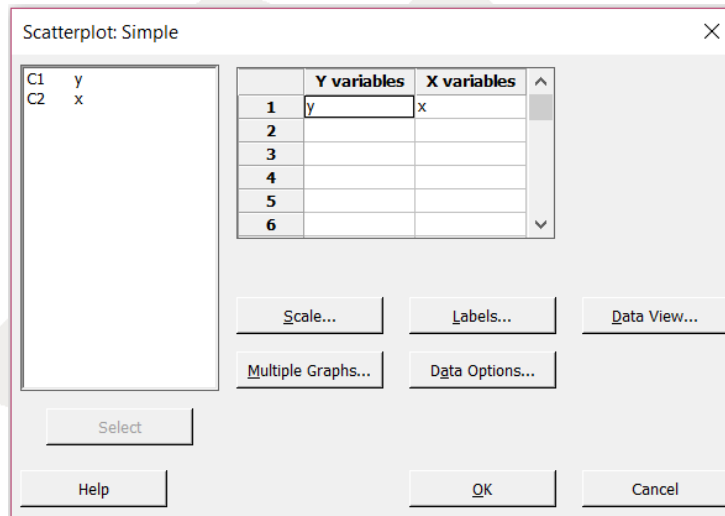 Scatterplot: Simple
C1 y
C2 x
Y variables X variables
1 y x
2
3
4
5
6
Scale... Labels... Data View...
Multiple Graphs... Data Options...
Select
Help OK Cancel